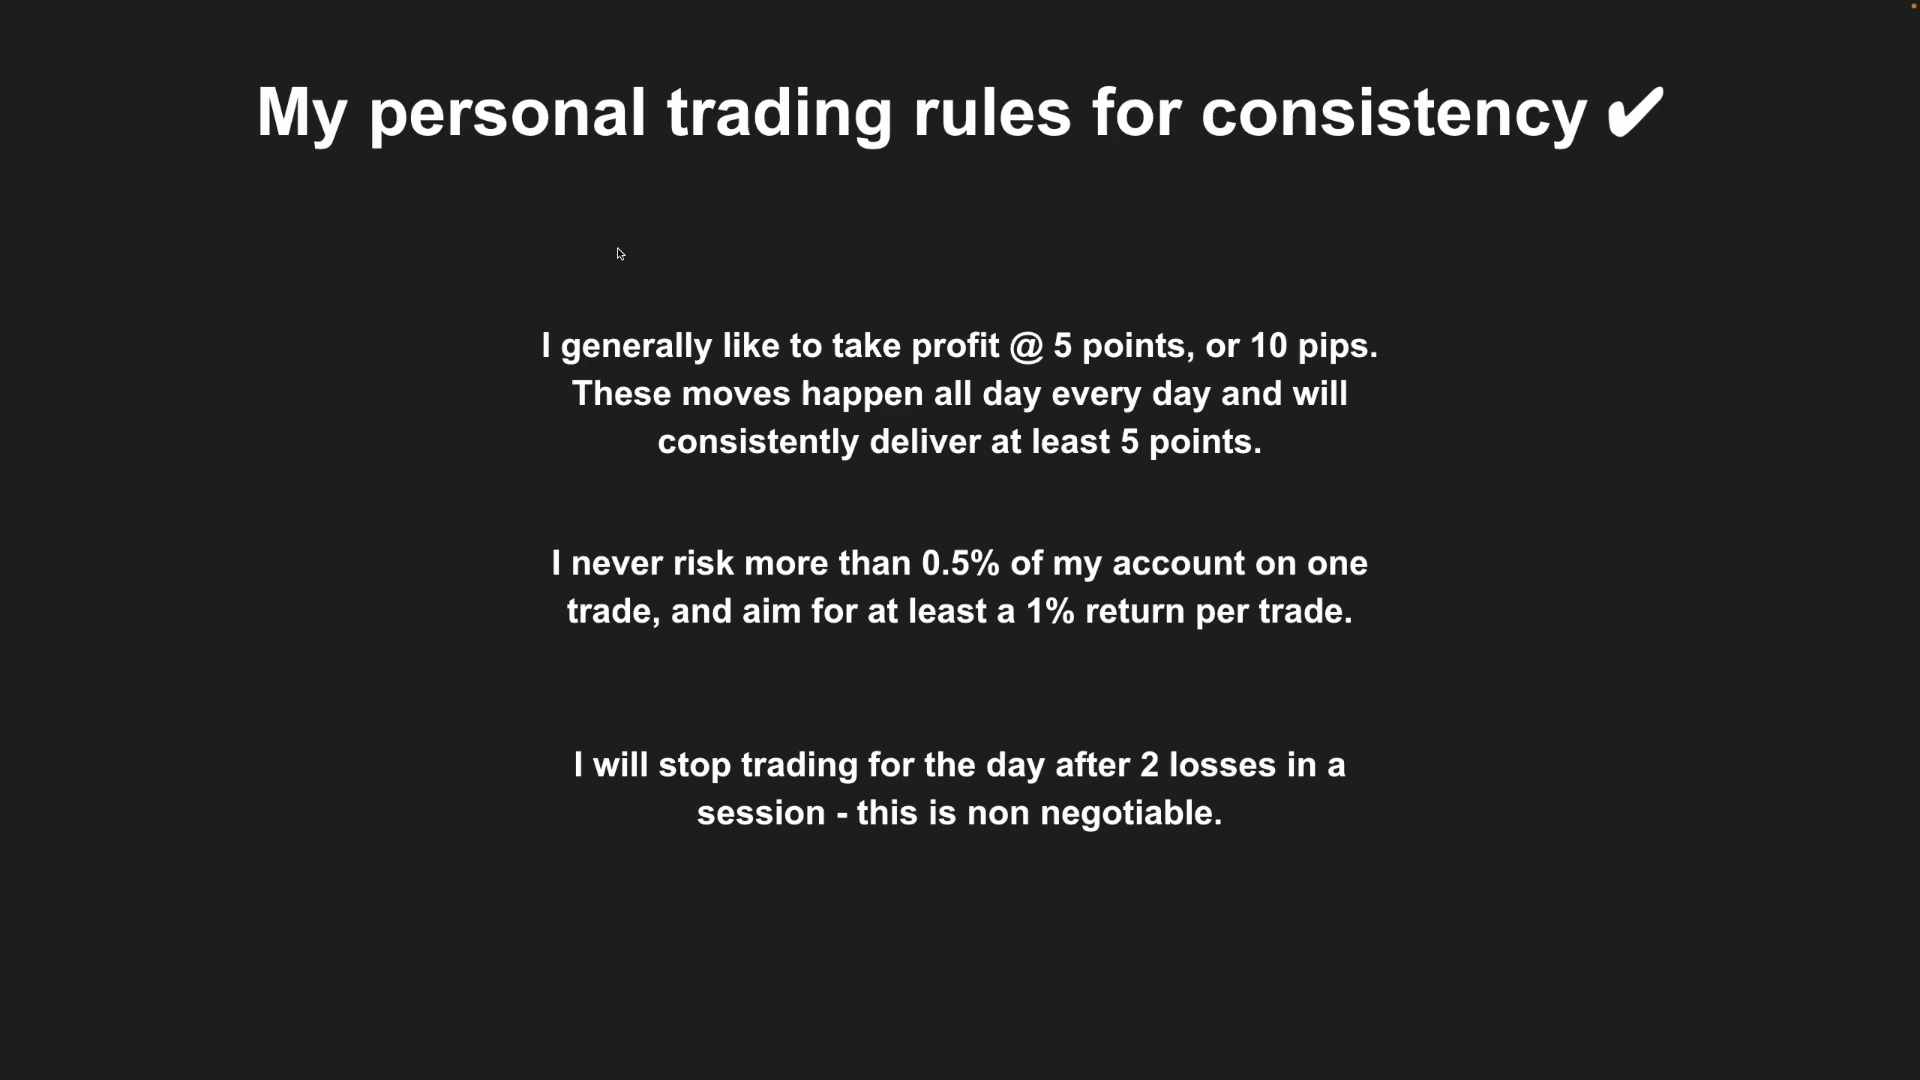 My personal trading rules for consistency ✔
I generally like to take profit @ 5 points, or 10 pips.
These moves happen all day every day and will
consistently deliver at least 5 points.
I never risk more than 0.5% of my account on one
trade, and aim for at least a 1% return per trade.
I will stop trading for the day after 2 losses in a
session - this is non negotiable.